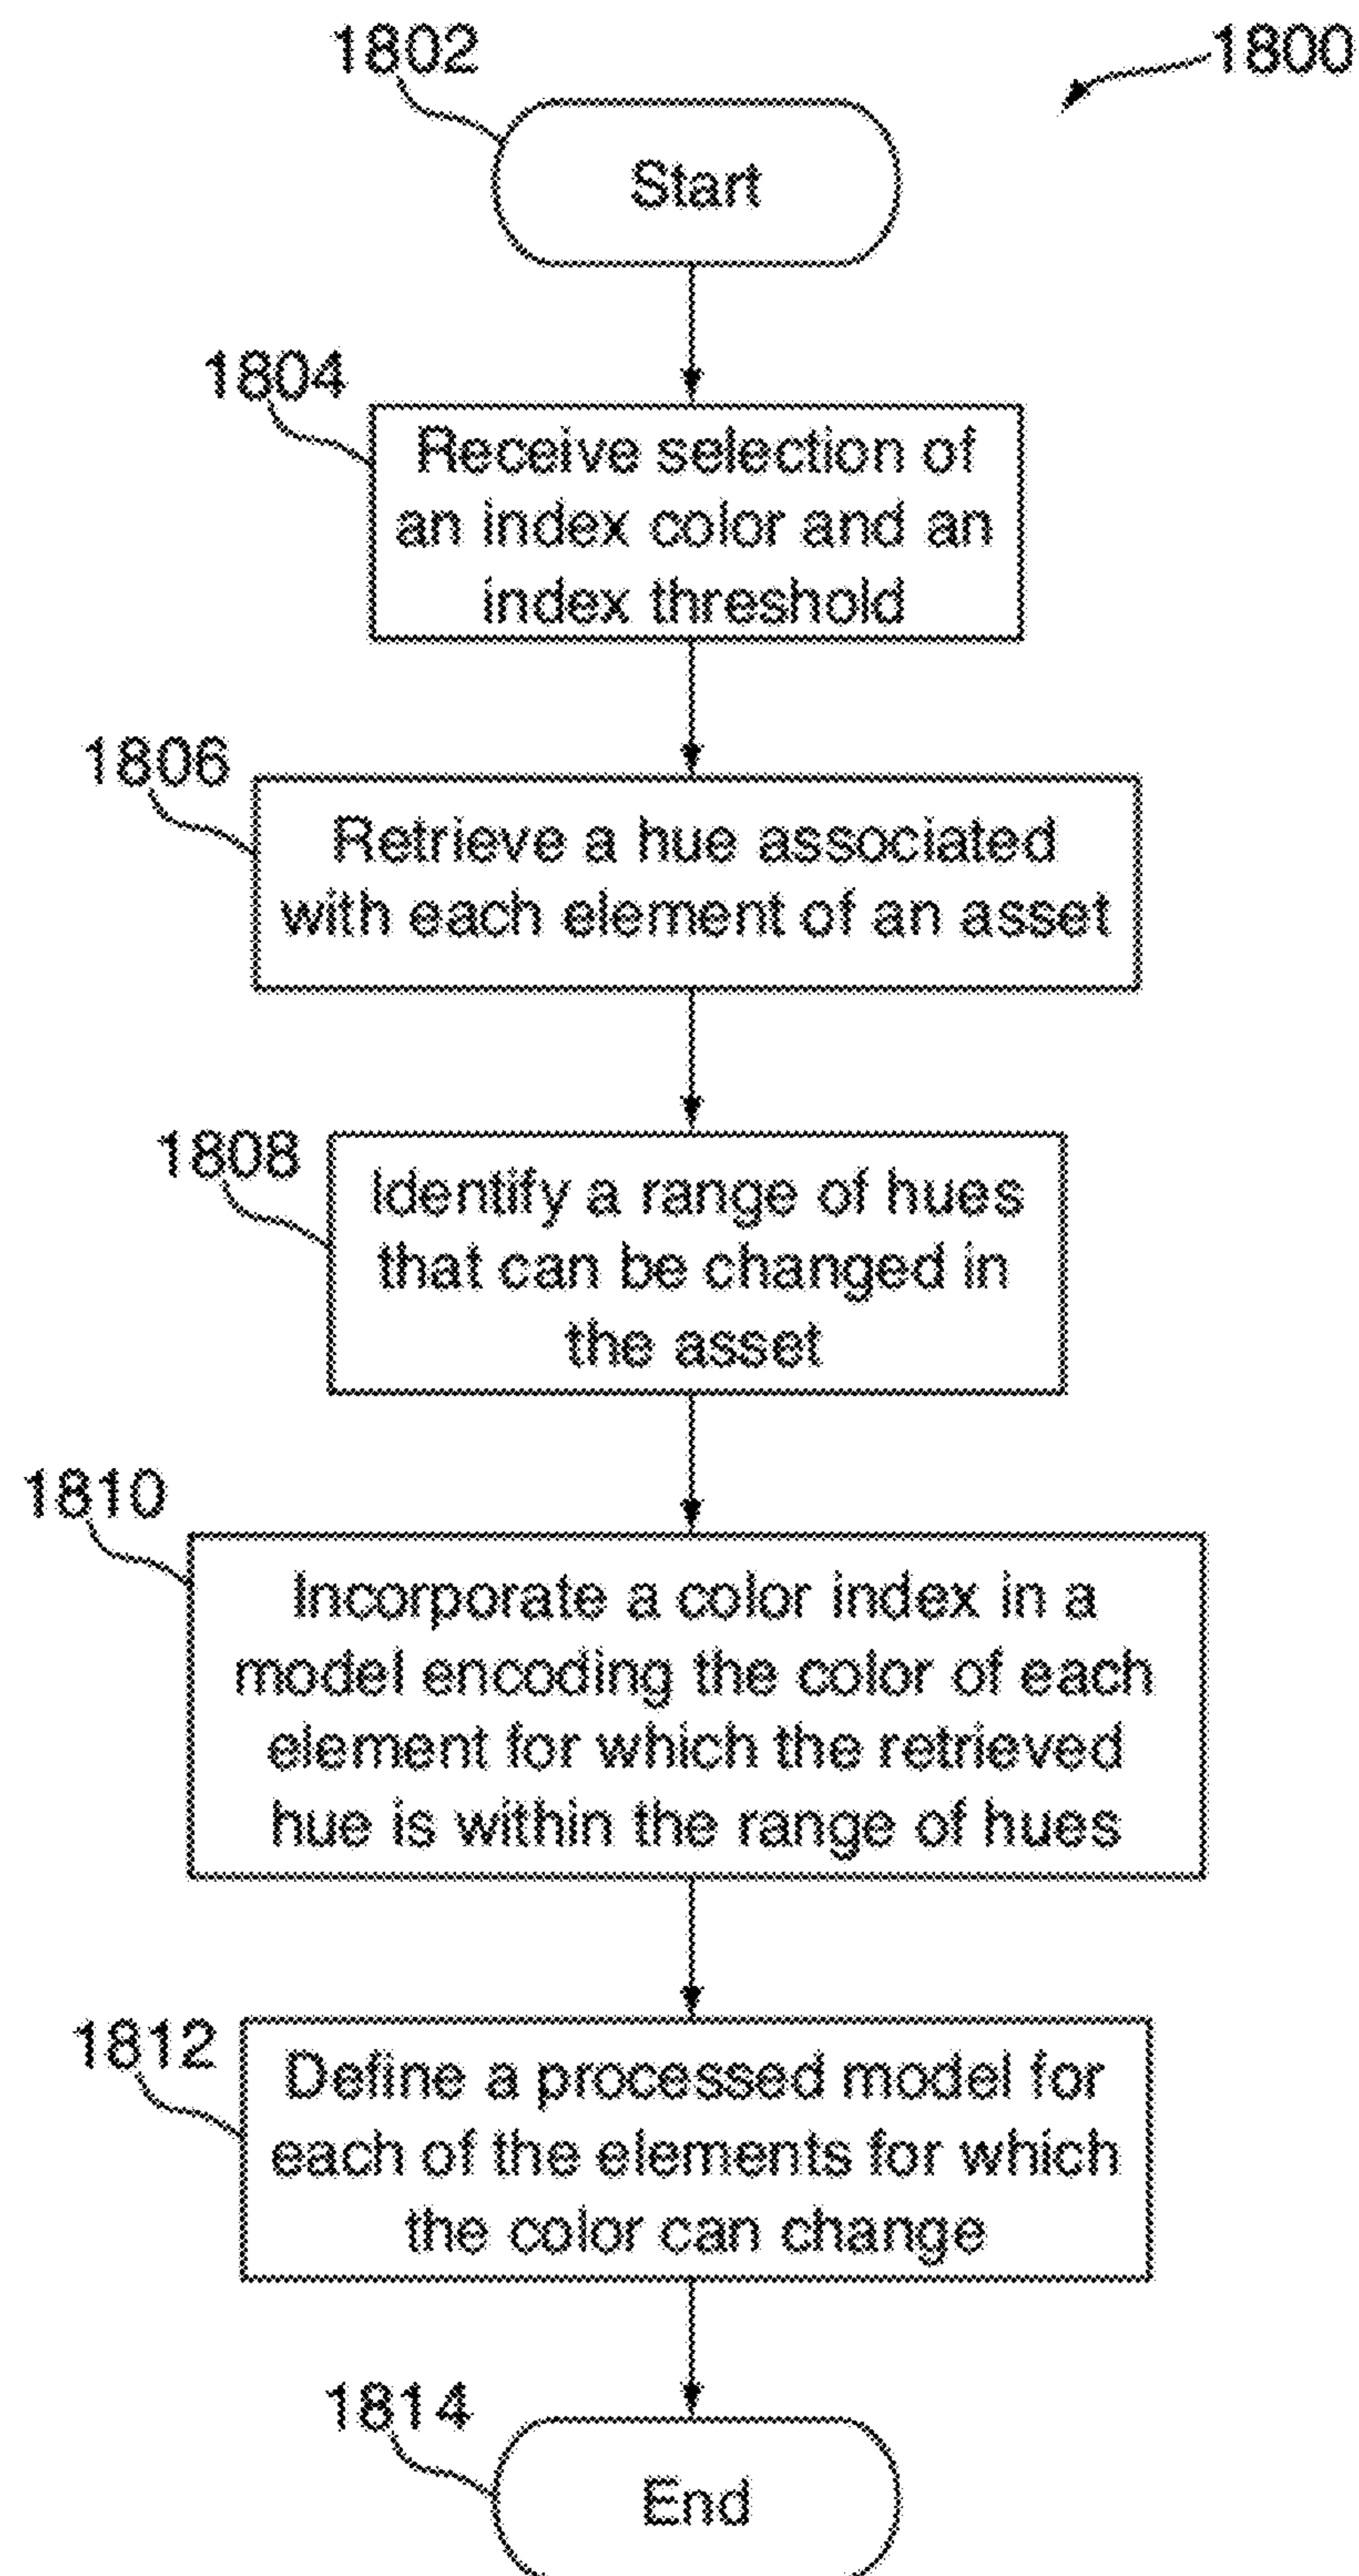 1802
1800
Start
1804
Receive selection of
an index color and an
index threshold
1806
Retrieve a hue associated
with each element of an asset
1808
Identify a range of hues
that can be changed in
the asset
1810
Incorporate a color index in a
model encoding the color of each
element for which the retrieved
hue is within the range of hues
1812
Define a processed model for
each of the elements for which
the color can change
1814
End